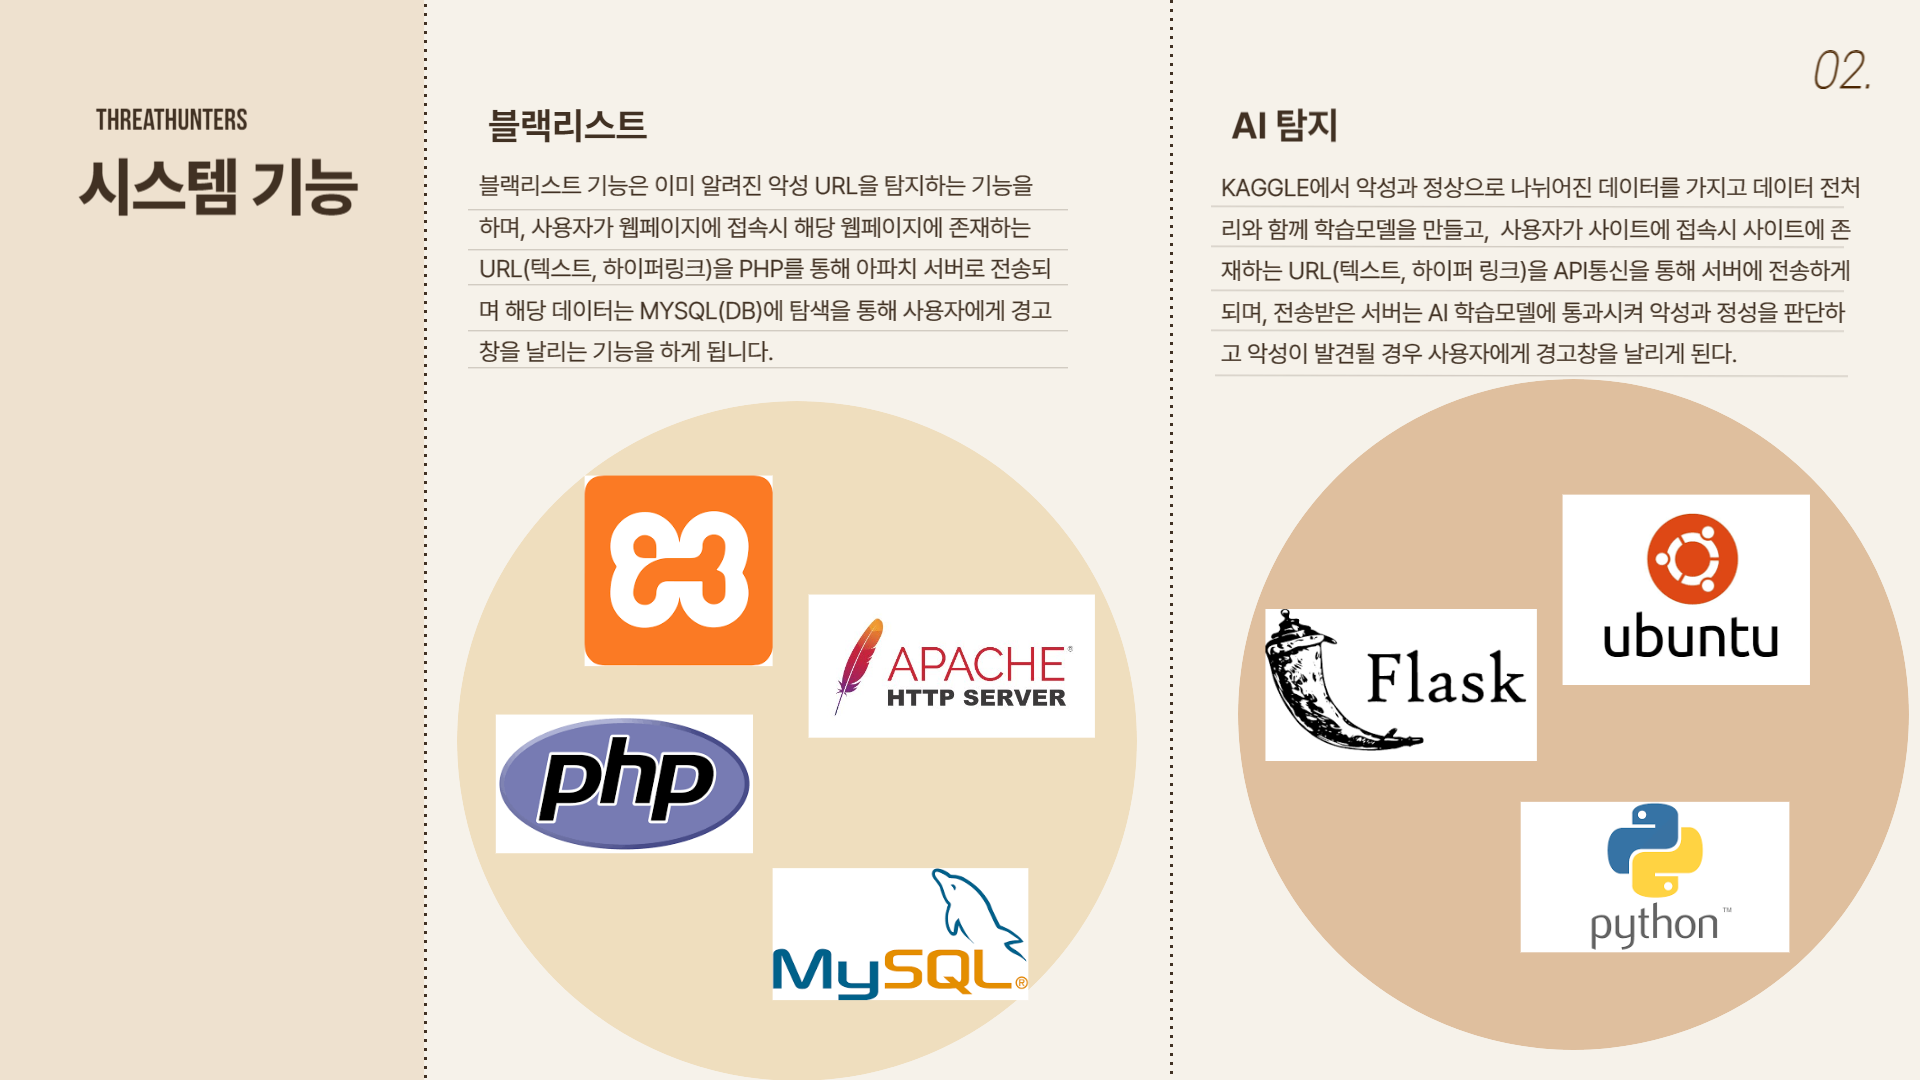 THREATHUNTERS
시스템 기능
블랙리스트
블랙리스트 기능은 이미 알려진 악성 URL을 탐지하는 기능을
하며, 사용자가 웹페이지에 접속시 해당 웹페이지에 존재하는
URL(텍스트, 하이퍼링크)을 PHP를 통해 아파치 서버로 전송되
며 해당 데이터는 MYSQL(DB)에 탐색을 통해 사용자에게 경고
창을 날리는 기능을 하게 됩니다.
APACHE®
HTTP SERVER
php
MySQL®
02.
AI 탐지
KAGGLE에서 악성과 정상으로 나뉘어진 데이터를 가지고 데이터 전처
리와 함께 학습모델을 만들고, 사용자가 사이트에 접속시 사이트에 존
재하는 URL(텍스트, 하이퍼 링크)을 API통신을 통해 서버에 전송하게
되며, 전송받은 서버는 AI 학습모델에 통과시켜 악성과 정성을 판단하
고 악성이 발견될 경우 사용자에게 경고창을 날리게 된다.
ubuntu
Flask
python™